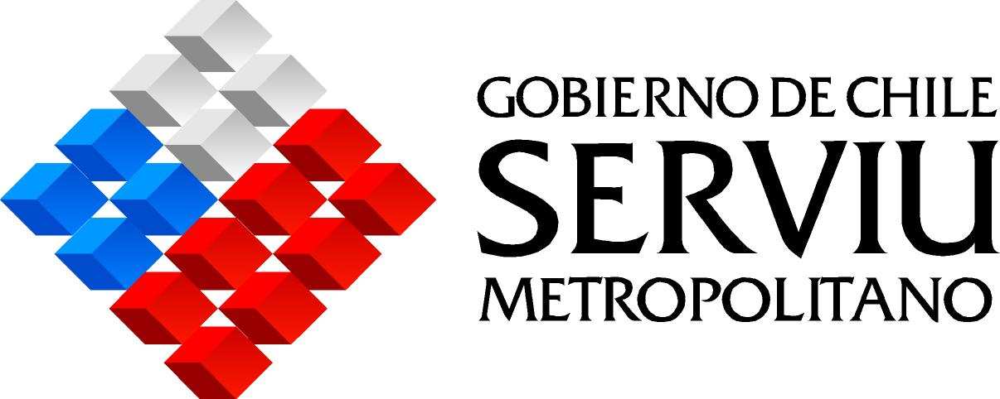 GOBIERNO DE CHILE
SERVIU
METROPOLITANO